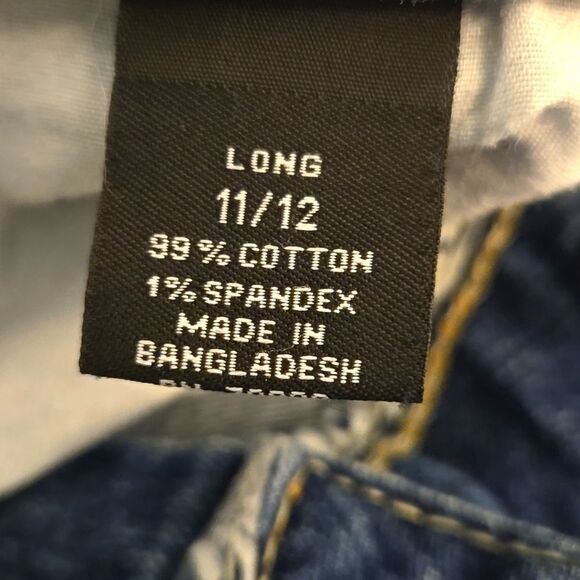 LONG
11/12
99% COTTON
1% SPANDEX
MADE IN
BANGLADESH